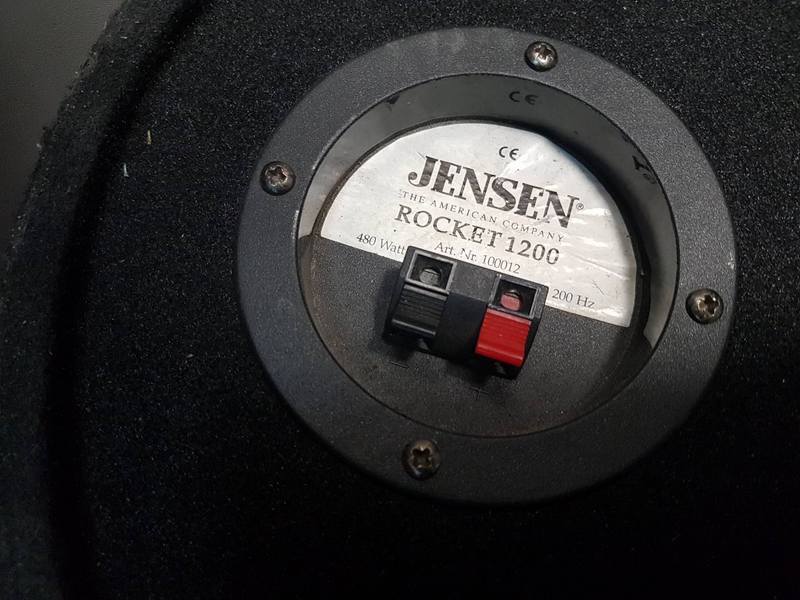 CE
CE
JENSEN®
THE AMERICAN COMPANY
ROCKET 1200
480 Watt Art. Nr. 100012 200 Hz